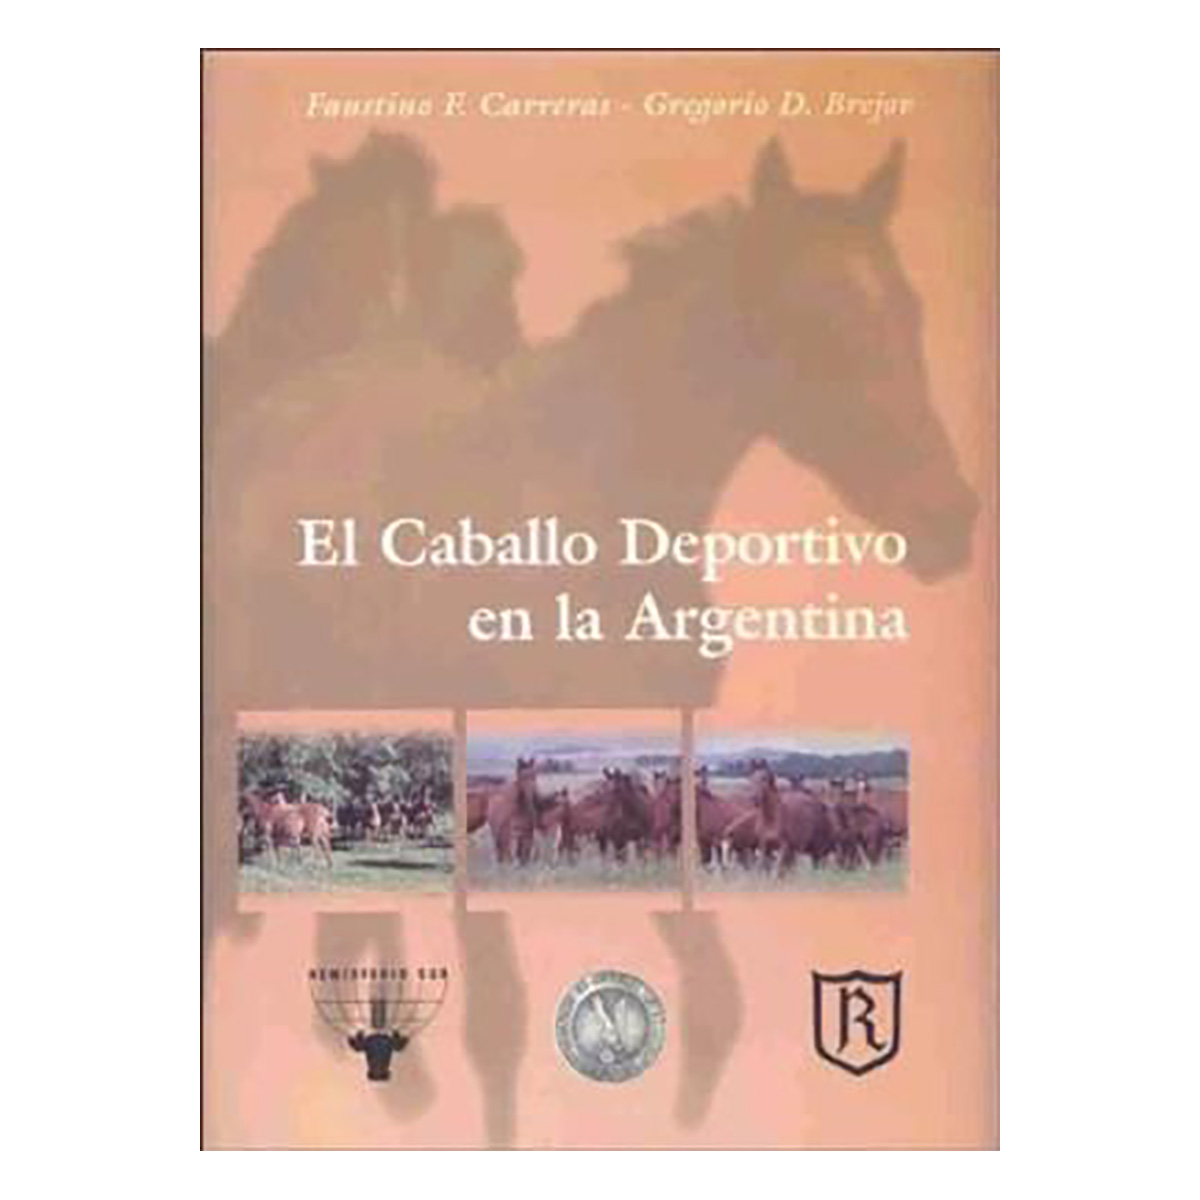 Faustino F. Carreras - Gregorio D. Brejov
El Caballo Deportivo
en la Argentina
HEMISFERIO SUR
R